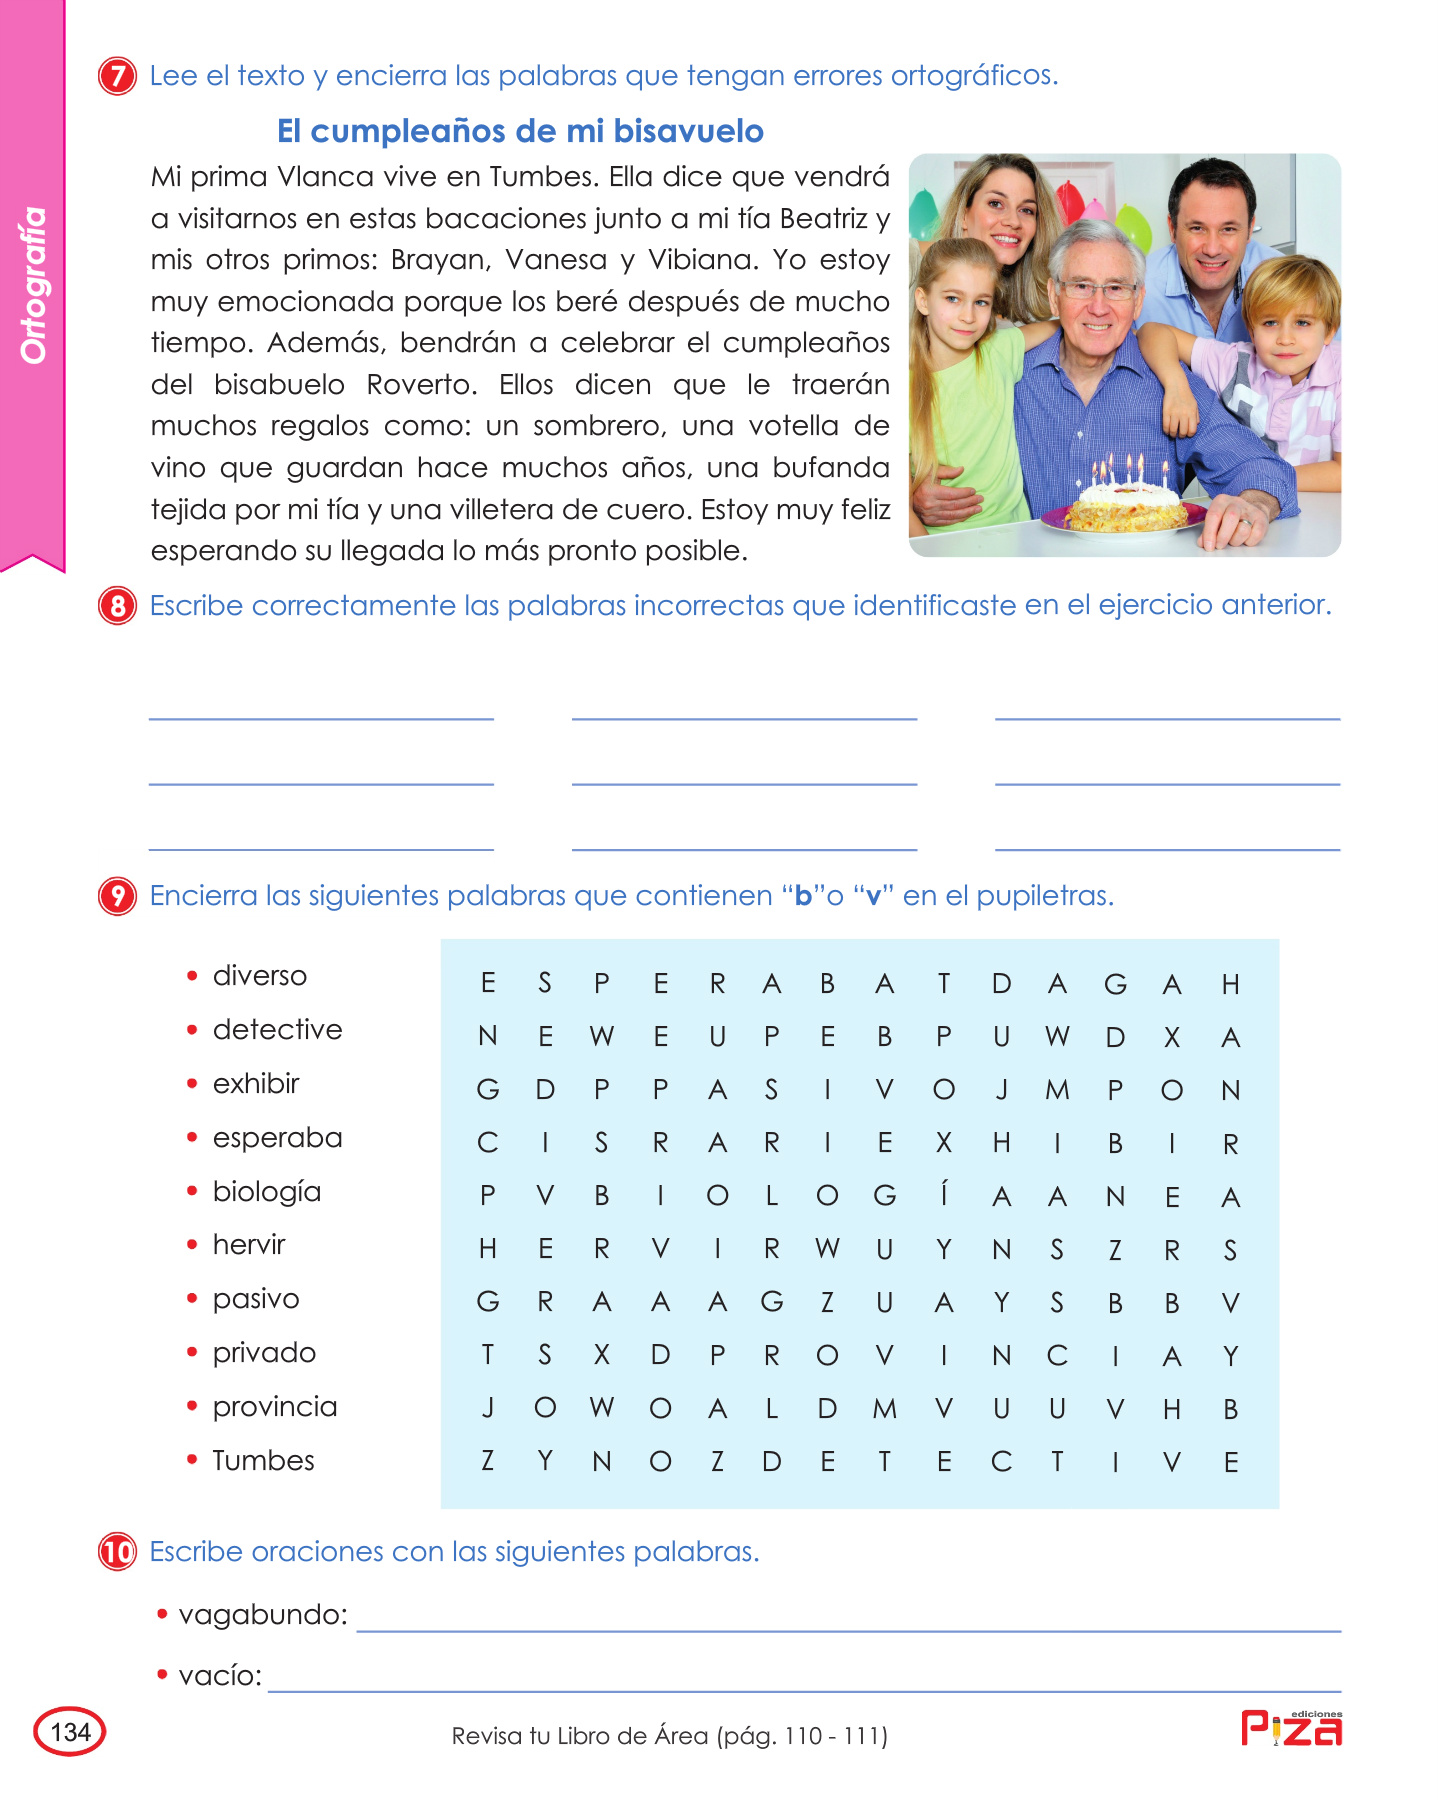 Ortografía
7 Lee el texto y encierra las palabras que tengan errores ortográficos.
El cumpleaños de mi bisavuelo
Mi prima Vlanca vive en Tumbes. Ella dice que vendrá
a visitarnos en estas bacaciones junto a mi tía Beatriz y
mis otros primos: Brayan, Vanesa y Vibiana. Yo estoy
muy emocionada porque los beré después de mucho
tiempo. Además, bendrán a celebrar el cumpleaños
del bisabuelo Roverto. Ellos dicen que le traerán
muchos regalos como: un sombrero, una votella de
vino que guardan hace muchos años, una bufanda
tejida por mi tía y una villetera de cuero. Estoy muy feliz
esperando su llegada lo más pronto posible.
8 Escribe correctamente las palabras incorrectas que identificaste en el ejercicio anterior.
9 Encierra las siguientes palabras que contienen “b”o “v” en el pupiletras.
• diverso
• detective
• exhibir
• esperaba
• biología
• hervir
• pasivo
• privado
• provincia
• Tumbes
E S P E R A B A T D A G A H
N E W E U P E B P U W D X A
G D P P A S I V O J M P O N
C I S R A R I E X H I B I R
P V B I O L O G Í A A N E A
H E R V I R W U Y N S Z R S
G R A A A G Z U A Y S B B V
T S X D P R O V I N C I A Y
J O W O A L D M V U U V H B
Z Y N O Z D E T E C T I V E
10 Escribe oraciones con las siguientes palabras.
• vagabundo:
• vacío:
134
Revisa tu Libro de Área (pág. 110 - 111)
ediciones
Piza